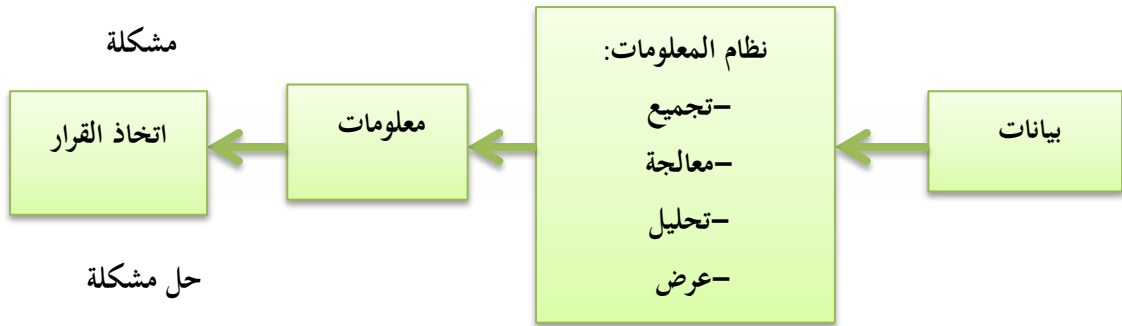 بيانات
نظام المعلومات:
–تجميع
–معالجة
–تحليل
–عرض
معلومات
مشكلة
اتخاذ القرار
حل مشكلة